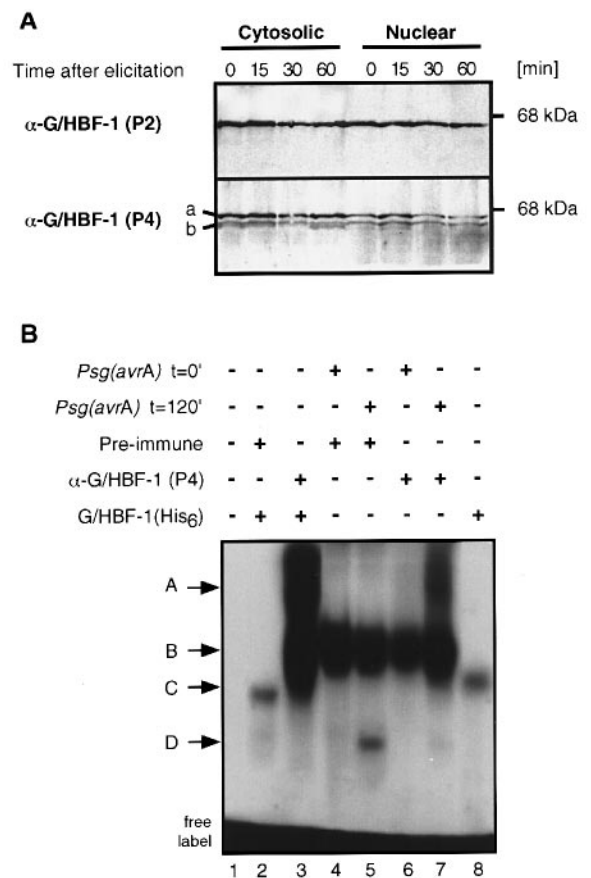 A
Cytosolic Nuclear
Time after elicitation 0 15 30 60 0 15 30 60 [min]
α-G/HBF-1 (P2) 68 kDa
α-G/HBF-1 (P4) a b 68 kDa
B
Psg(avrA) t=0' - - - + - + - -
Psg(avrA) t=120' - - - - + - + -
Pre-immune - + - + + - - -
α-G/HBF-1 (P4) - - + - - + + -
G/HBF-1(His6) - + + - - - - +
A
B
C
D
free
label
1 2 3 4 5 6 7 8